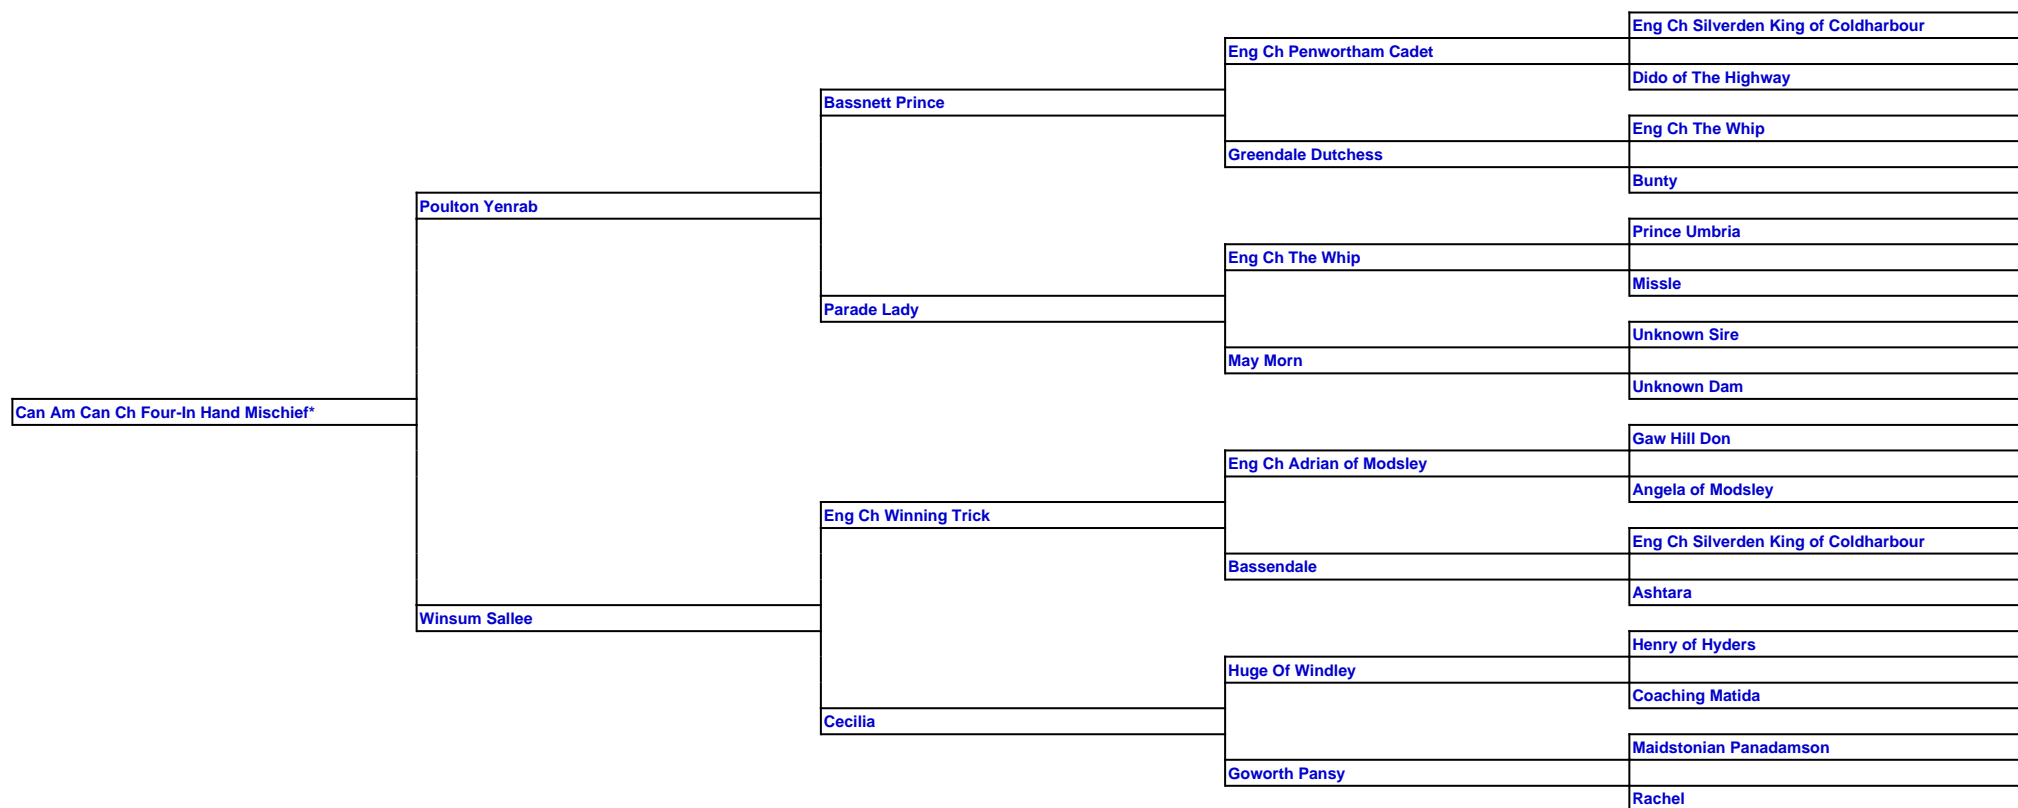 Eng Ch Silverden King of Coldharbour
Eng Ch Penwortham Cadet
Dido of The Highway
Bassnett Prince
Eng Ch The Whip
Greendale Dutchess
Bunty
Poulton Yenrab
Prince Umbria
Eng Ch The Whip
Missle
Parade Lady
Unknown Sire
May Morn
Unknown Dam
Can Am Can Ch Four-In Hand Mischief*
Gaw Hill Don
Eng Ch Adrian of Modsley
Angela of Modsley
Eng Ch Winning Trick
Eng Ch Silverden King of Coldharbour
Bassendale
Ashtara
Winsum Sallee
Henry of Hyders
Huge Of Windley
Coaching Matida
Cecilia
Maidstonian Panadamson
Goworth Pansy
Rachel